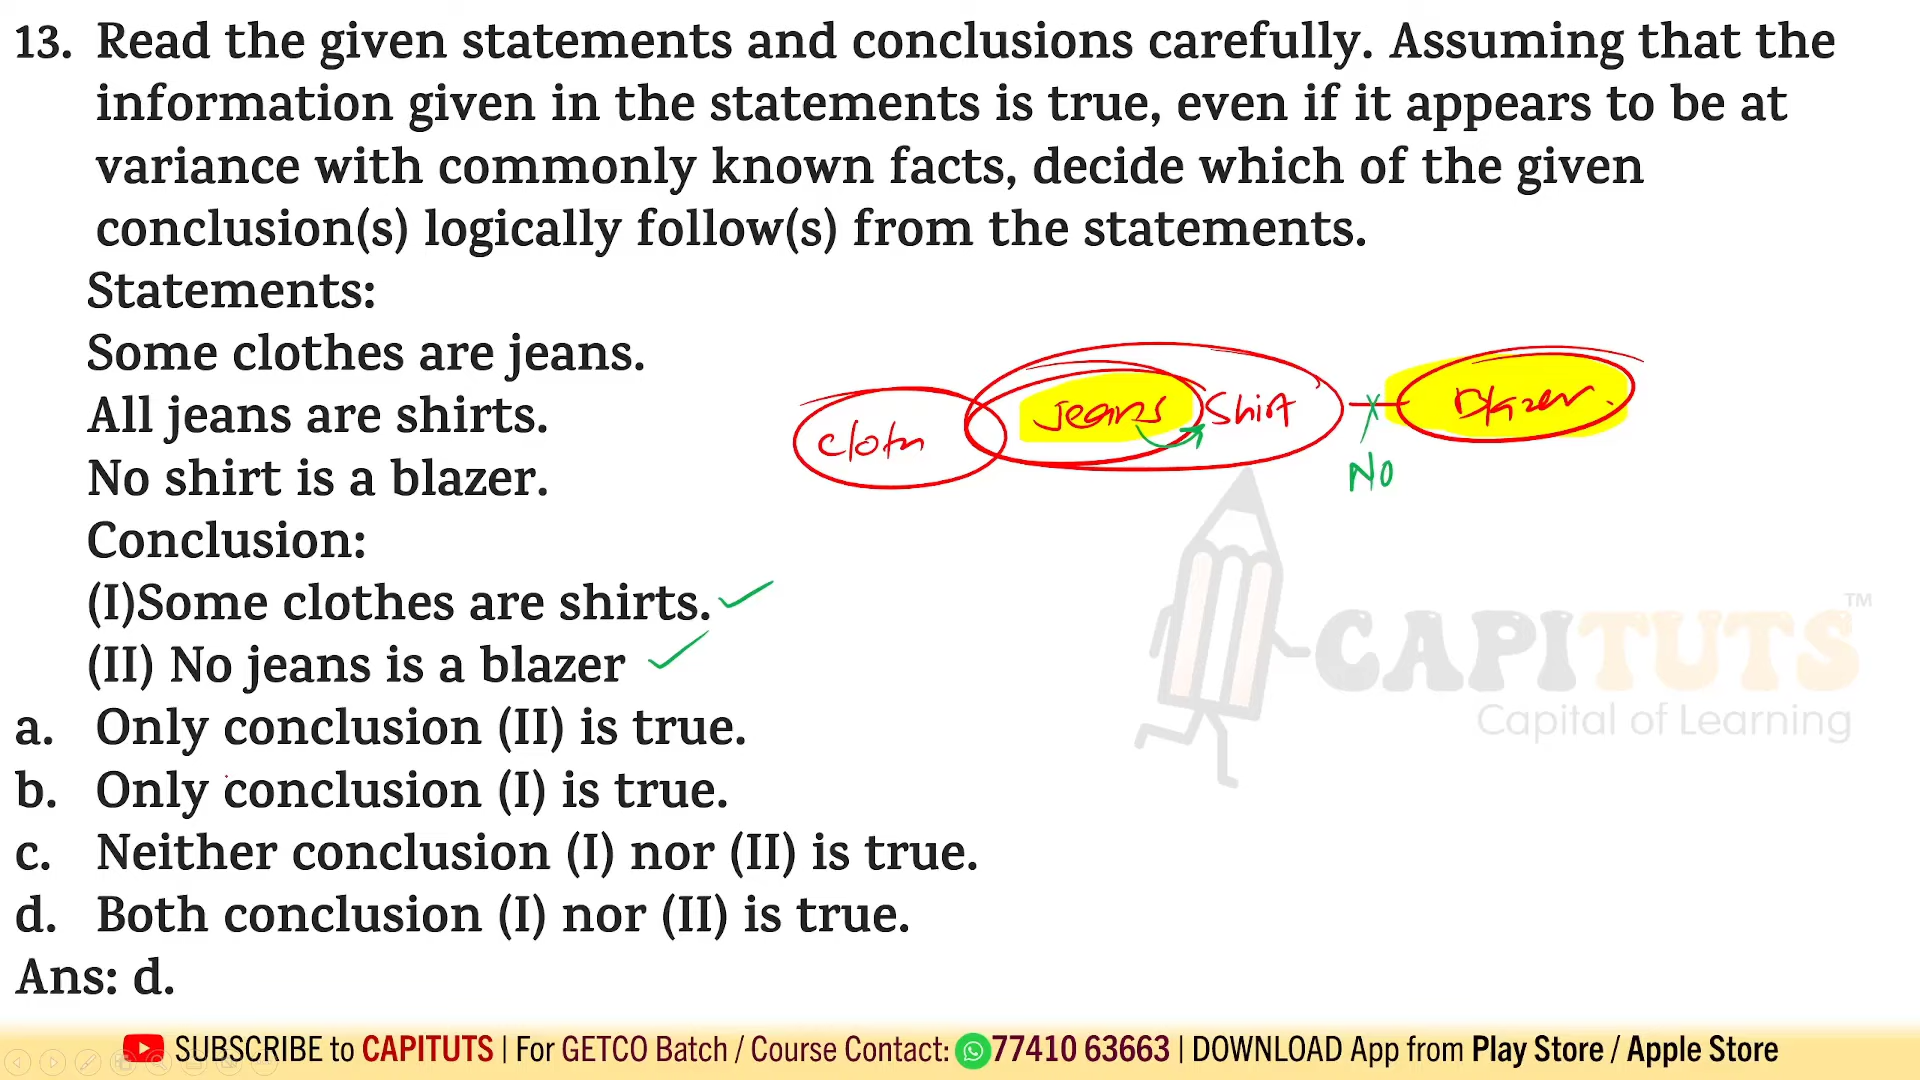 13. Read the given statements and conclusions carefully. Assuming that the
information given in the statements is true, even if it appears to be at
variance with commonly known facts, decide which of the given
conclusion(s) logically follow(s) from the statements.
Statements:
Some clothes are jeans.
All jeans are shirts.
No shirt is a blazer.
Conclusion:
(I)Some clothes are shirts.
(II) No jeans is a blazer
a. Only conclusion (II) is true.
b. Only conclusion (I) is true.
c. Neither conclusion (I) nor (II) is true.
d. Both conclusion (I) nor (II) is true.
Ans: d.
cloth Jeans Shirt Blazer.
NO
CAPITUTS™
Capital of Learning
SUBSCRIBE to CAPITUTS | For GETCO Batch / Course Contact: 77410 63663 | DOWNLOAD App from Play Store / Apple Store